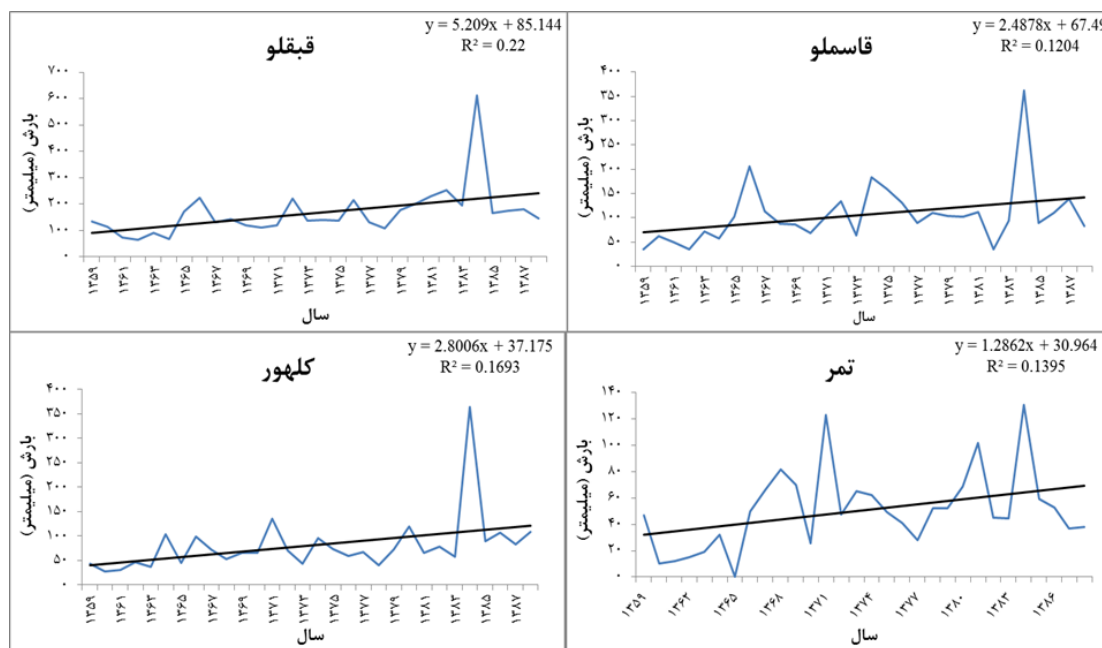 y = 5.209x + 85.144
R² = 0.22
قبقلو
بارش (میلیمتر)
۷۰۰
۶۰۰
۵۰۰
۴۰۰
۳۰۰
۲۰۰
۱۰۰
۰
۱۳۵۹ ۱۳۶۱ ۱۳۶۳ ۱۳۶۵ ۱۳۶۷ ۱۳۶۹ ۱۳۷۱ ۱۳۷۳ ۱۳۷۵ ۱۳۷۷ ۱۳۷۹ ۱۳۸۱ ۱۳۸۳ ۱۳۸۵ ۱۳۸۷
سال
y = 2.4878x + 67.49
R² = 0.1204
قاسملو
بارش (میلیمتر)
۴۰۰
۳۵۰
۳۰۰
۲۵۰
۲۰۰
۱۵۰
۱۰۰
۵۰
۰
۱۳۵۹ ۱۳۶۱ ۱۳۶۳ ۱۳۶۵ ۱۳۶۷ ۱۳۶۹ ۱۳۷۱ ۱۳۷۳ ۱۳۷۵ ۱۳۷۷ ۱۳۷۹ ۱۳۸۱ ۱۳۸۳ ۱۳۸۵ ۱۳۸۷
سال
y = 2.8006x + 37.175
R² = 0.1693
کلهور
بارش (میلیمتر)
۴۰۰
۳۵۰
۳۰۰
۲۵۰
۲۰۰
۱۵۰
۱۰۰
۵۰
۰
۱۳۵۹ ۱۳۶۱ ۱۳۶۳ ۱۳۶۵ ۱۳۶۷ ۱۳۶۹ ۱۳۷۱ ۱۳۷۳ ۱۳۷۵ ۱۳۷۷ ۱۳۷۹ ۱۳۸۱ ۱۳۸۳ ۱۳۸۵ ۱۳۸۷
سال
y = 1.2862x + 30.964
R² = 0.1395
تمر
بارش (میلیمتر)
۱۴۰
۱۲۰
۱۰۰
۸۰
۶۰
۴۰
۲۰
۰
۱۳۵۹ ۱۳۶۲ ۱۳۶۵ ۱۳۶۸ ۱۳۷۱ ۱۳۷۴ ۱۳۷۷ ۱۳۸۰ ۱۳۸۳ ۱۳۸۶
سال